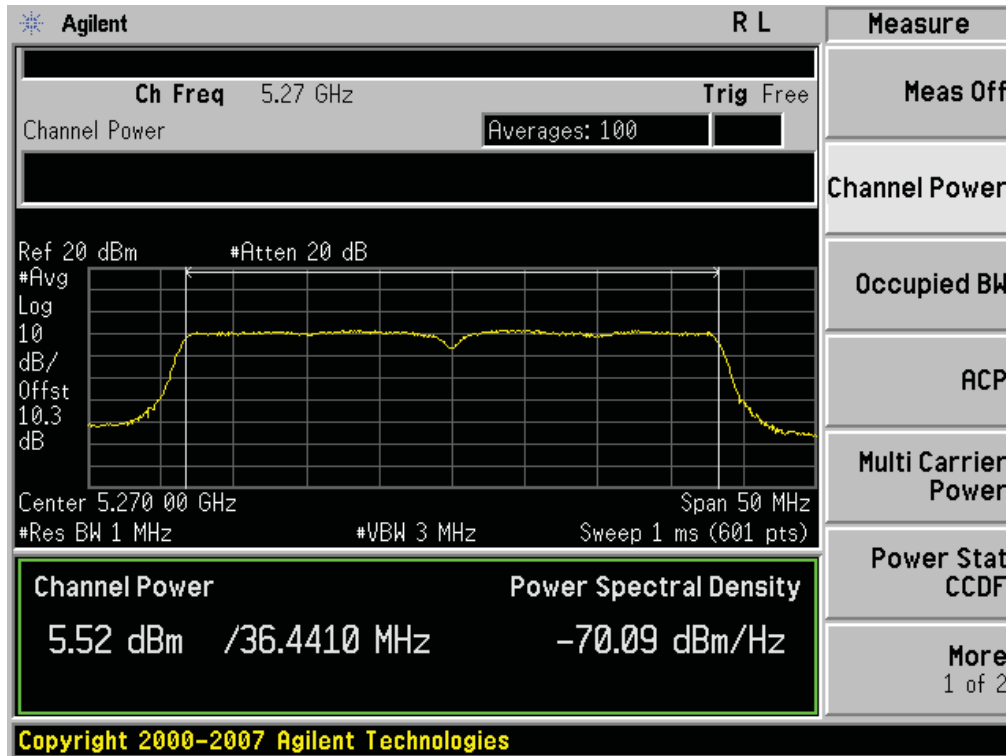 Agilent R L
Measure
Ch Freq 5.27 GHz Trig Free
Channel Power Averages: 100
Ref 20 dBm #Atten 20 dB
#Avg
Log
10
dB/
Offst
10.3
dB
Center 5.270 00 GHz Span 50 MHz
#Res BW 1 MHz #VBW 3 MHz Sweep 1 ms (601 pts)
Channel Power Power Spectral Density
5.52 dBm /36.4410 MHz -70.09 dBm/Hz
Meas Off
Channel Power
Occupied BW
ACP
Multi Carrier
Power
Power Stat
CCDF
More
1 of 2
Copyright 2000-2007 Agilent Technologies